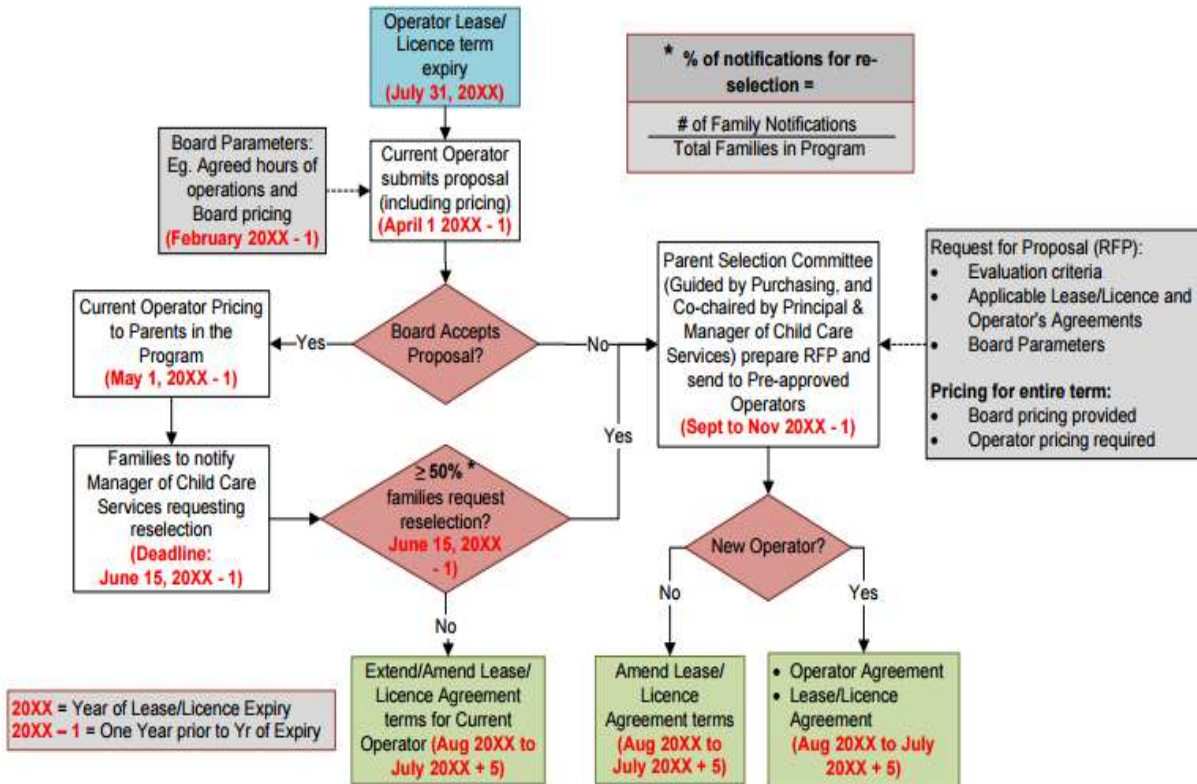 Operator Lease/
Licence term
expiry
(July 31, 20XX)
* % of notifications for re-
selection =
# of Family Notifications
Total Families in Program
Board Parameters:
Eg. Agreed hours of
operations and
Board pricing
(February 20XX - 1)
Current Operator
submits proposal
(including pricing)
(April 1 20XX - 1)
Parent Selection Committee
(Guided by Purchasing, and
Co-chaired by Principal &
Manager of Child Care
Services) prepare RFP and
send to Pre-approved
Operators
(Sept to Nov 20XX - 1)
Request for Proposal (RFP):
• Evaluation criteria
• Applicable Lease/Licence and
Operator's Agreements
• Board Parameters
Pricing for entire term:
• Board pricing provided
• Operator pricing required
Current Operator Pricing
to Parents in the
Program
(May 1, 20XX - 1)
Yes
Board Accepts
Proposal?
No
Yes
Families to notify
Manager of Child Care
Services requesting
reselection
(Deadline:
June 15, 20XX - 1)
≥ 50% *
families request
reselection?
June 15, 20XX
- 1)
New Operator?
No
Yes
No
Extend/Amend Lease/
Licence Agreement
terms for Current
Operator (Aug 20XX to
July 20XX + 5)
Amend Lease/
Licence
Agreement terms
(Aug 20XX to
July 20XX + 5)
• Operator Agreement
• Lease/Licence
Agreement
(Aug 20XX to July
20XX + 5)
20XX = Year of Lease/Licence Expiry
20XX – 1 = One Year prior to Yr of Expiry